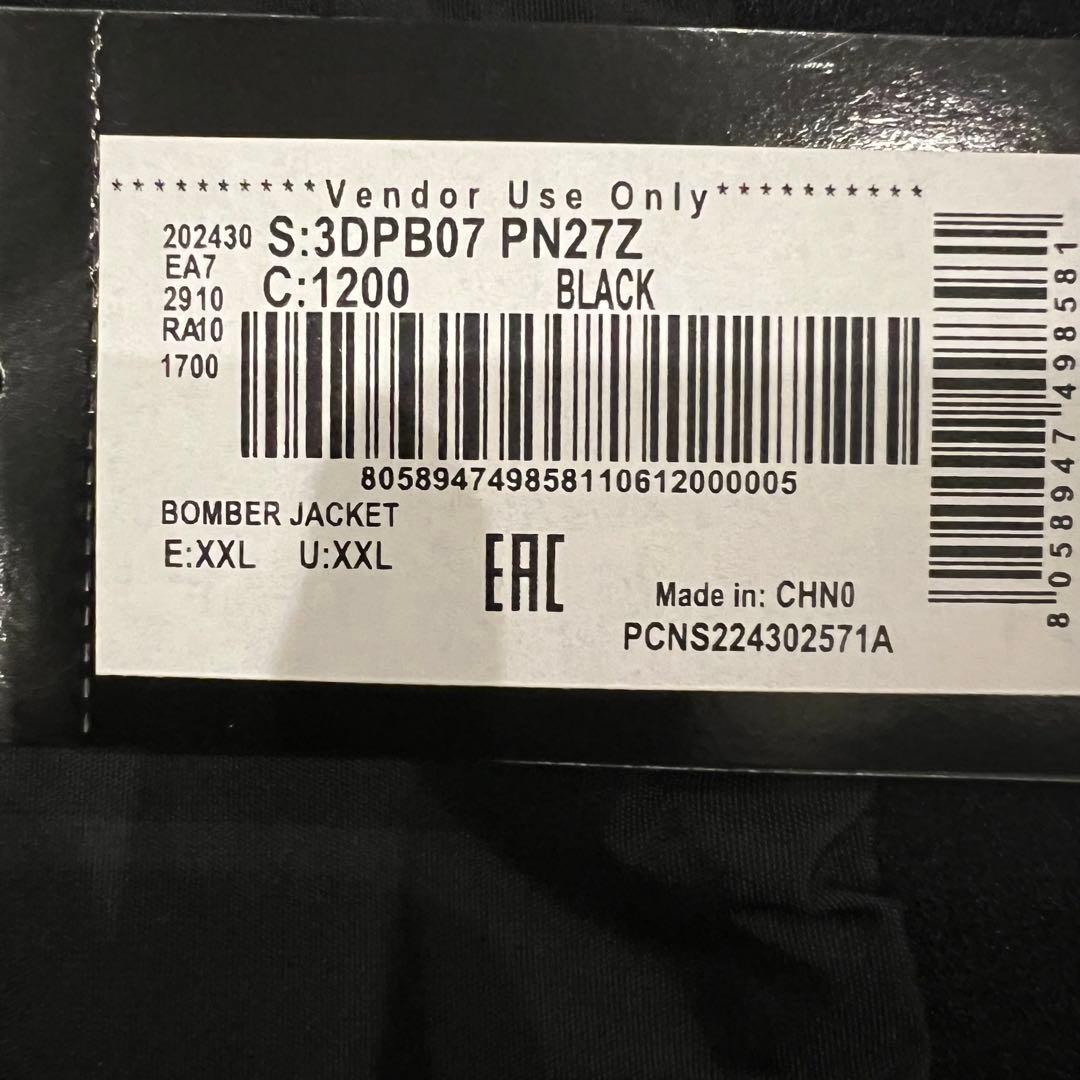 **********Vendor Use Only**********
202430 S:3DPB07 PN27Z
EA7
2910 C:1200 BLACK
RA10
1700
805894749858110612000005
BOMBER JACKET
E:XXL U:XXL
EAC
Made in: CHN0
PCNS224302571A
8058947498581